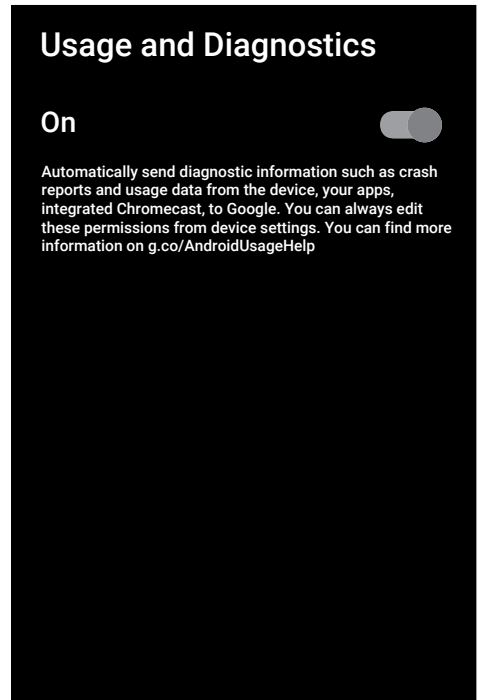 Usage and Diagnostics
On
Automatically send diagnostic information such as crash
reports and usage data from the device, your apps,
integrated Chromecast, to Google. You can always edit
these permissions from device settings. You can find more
information on g.co/AndroidUsageHelp